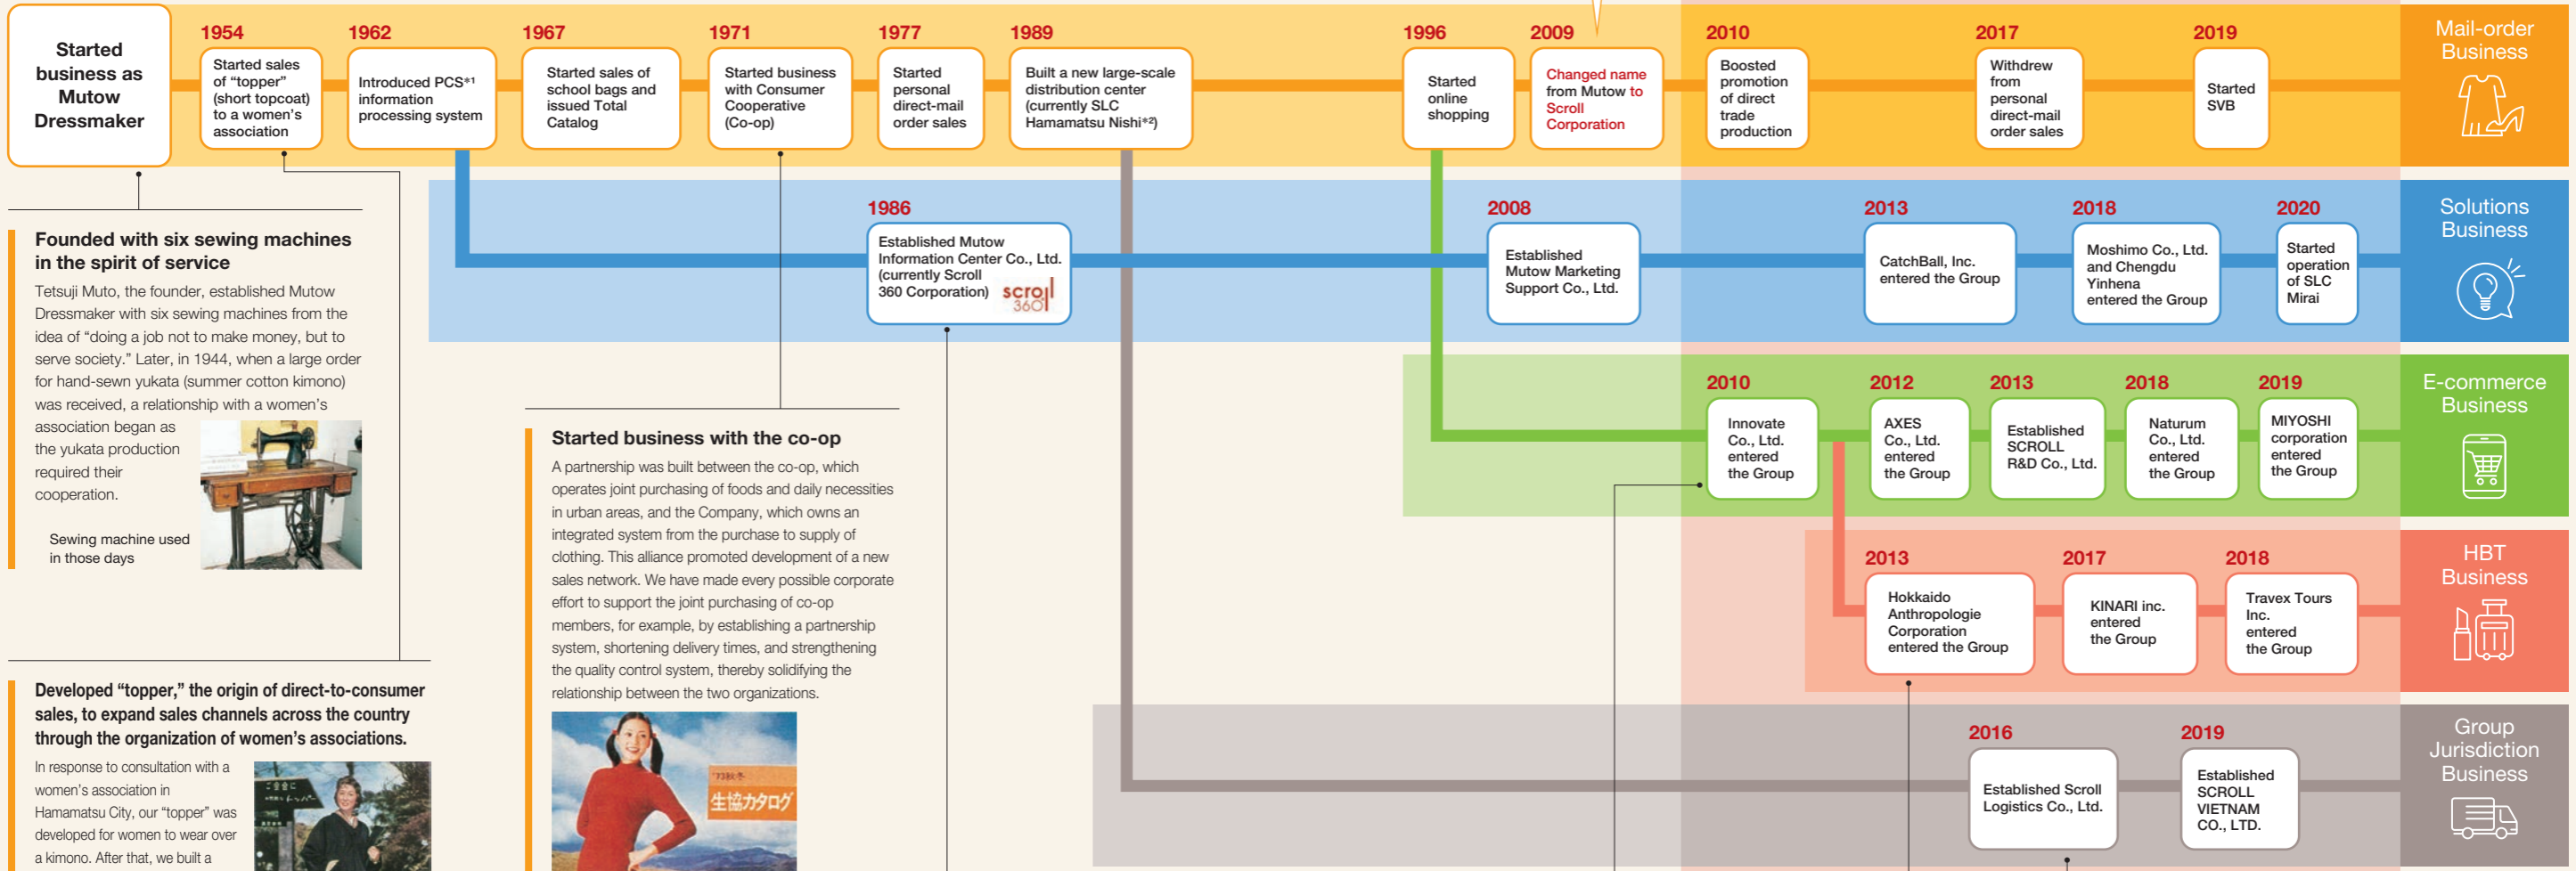 Started
business as
Mutow
Dressmaker
1954
Started sales
of “topper”
(short topcoat)
to a women’s
association
1962
Introduced PCS*1
information
processing system
1967
Started sales of
school bags and
issued Total
Catalog
1971
Started business
with Consumer
Cooperative
(Co-op)
1977
Started
personal
direct-mail
order sales
1989
Built a new large-scale
distribution center
(currently SLC
Hamamatsu Nishi*2)
1996
Started
online
shopping
2009
Changed name
from Mutow to
Scroll
Corporation
2010
Boosted
promotion
of direct
trade
production
2017
Withdrew
from
personal
direct-mail
order sales
2019
Started
SVB
Mail-order
Business
1986
Established Mutow
Information Center Co., Ltd.
(currently Scroll
360 Corporation)
scroll
360
2008
Established
Mutow Marketing
Support Co., Ltd.
2013
CatchBall, Inc.
entered the Group
2018
Moshimo Co., Ltd.
and Chengdu
Yinhena
entered the Group
2020
Started
operation
of SLC
Mirai
Solutions
Business
2010
Innovate
Co., Ltd.
entered
the Group
2012
AXES
Co., Ltd.
entered
the Group
2013
Established
SCROLL
R&D Co., Ltd.
2018
Naturum
Co., Ltd.
entered
the Group
2019
MIYOSHI
corporation
entered
the Group
E-commerce
Business
2013
Hokkaido
Anthropologie
Corporation
entered the Group
2017
KINARI inc.
entered
the Group
2018
Travex Tours
Inc.
entered
the Group
HBT
Business
2016
Established Scroll
Logistics Co., Ltd.
2019
Established
SCROLL
VIETNAM
CO., LTD.
Group
Jurisdiction
Business
Founded with six sewing machines
in the spirit of service
Tetsuji Muto, the founder, established Mutow
Dressmaker with six sewing machines from the
idea of “doing a job not to make money, but to
serve society.” Later, in 1944, when a large order
for hand-sewn yukata (summer cotton kimono)
was received, a relationship with a women’s
association began as
the yukata production
required their
cooperation.
Sewing machine used
in those days
Developed “topper,” the origin of direct-to-consumer
sales, to expand sales channels across the country
through the organization of women’s associations.
In response to consultation with a
women’s association in
Hamamatsu City, our “topper” was
developed for women to wear over
a kimono. After that, we built a
Started business with the co-op
A partnership was built between the co-op, which
operates joint purchasing of foods and daily necessities
in urban areas, and the Company, which owns an
integrated system from the purchase to supply of
clothing. This alliance promoted development of a new
sales network. We have made every possible corporate
effort to support the joint purchasing of co-op
members, for example, by establishing a partnership
system, shortening delivery times, and strengthening
the quality control system, thereby solidifying the
relationship between the two organizations.
'73秋・冬
生協カタログ